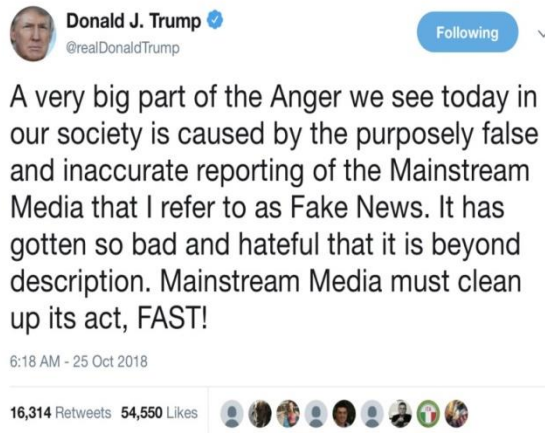 Donald J. Trump
Following
@realDonaldTrump
A very big part of the Anger we see today in
our society is caused by the purposely false
and inaccurate reporting of the Mainstream
Media that I refer to as Fake News. It has
gotten so bad and hateful that it is beyond
description. Mainstream Media must clean
up its act, FAST!
6:18 AM - 25 Oct 2018
16,314 Retweets 54,550 Likes